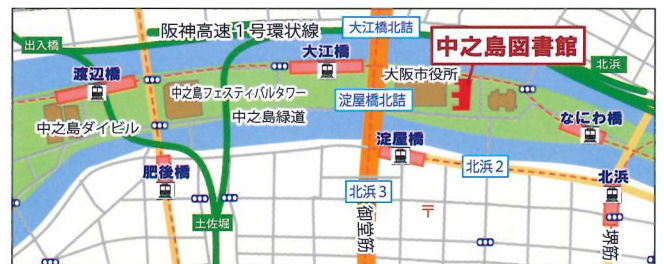 阪神高速１号環状線
大江橋北詰
出入橋
大江橋
中之島図書館
北浜
渡辺橋
大阪市役所
中之島フェスティバルタワー
淀屋橋北詰
中之島ダイビル
中之島緑道
なにわ橋
淀屋橋
肥後橋
北浜２
北浜
北浜３
土佐堀
御堂筋
〒
堺筋